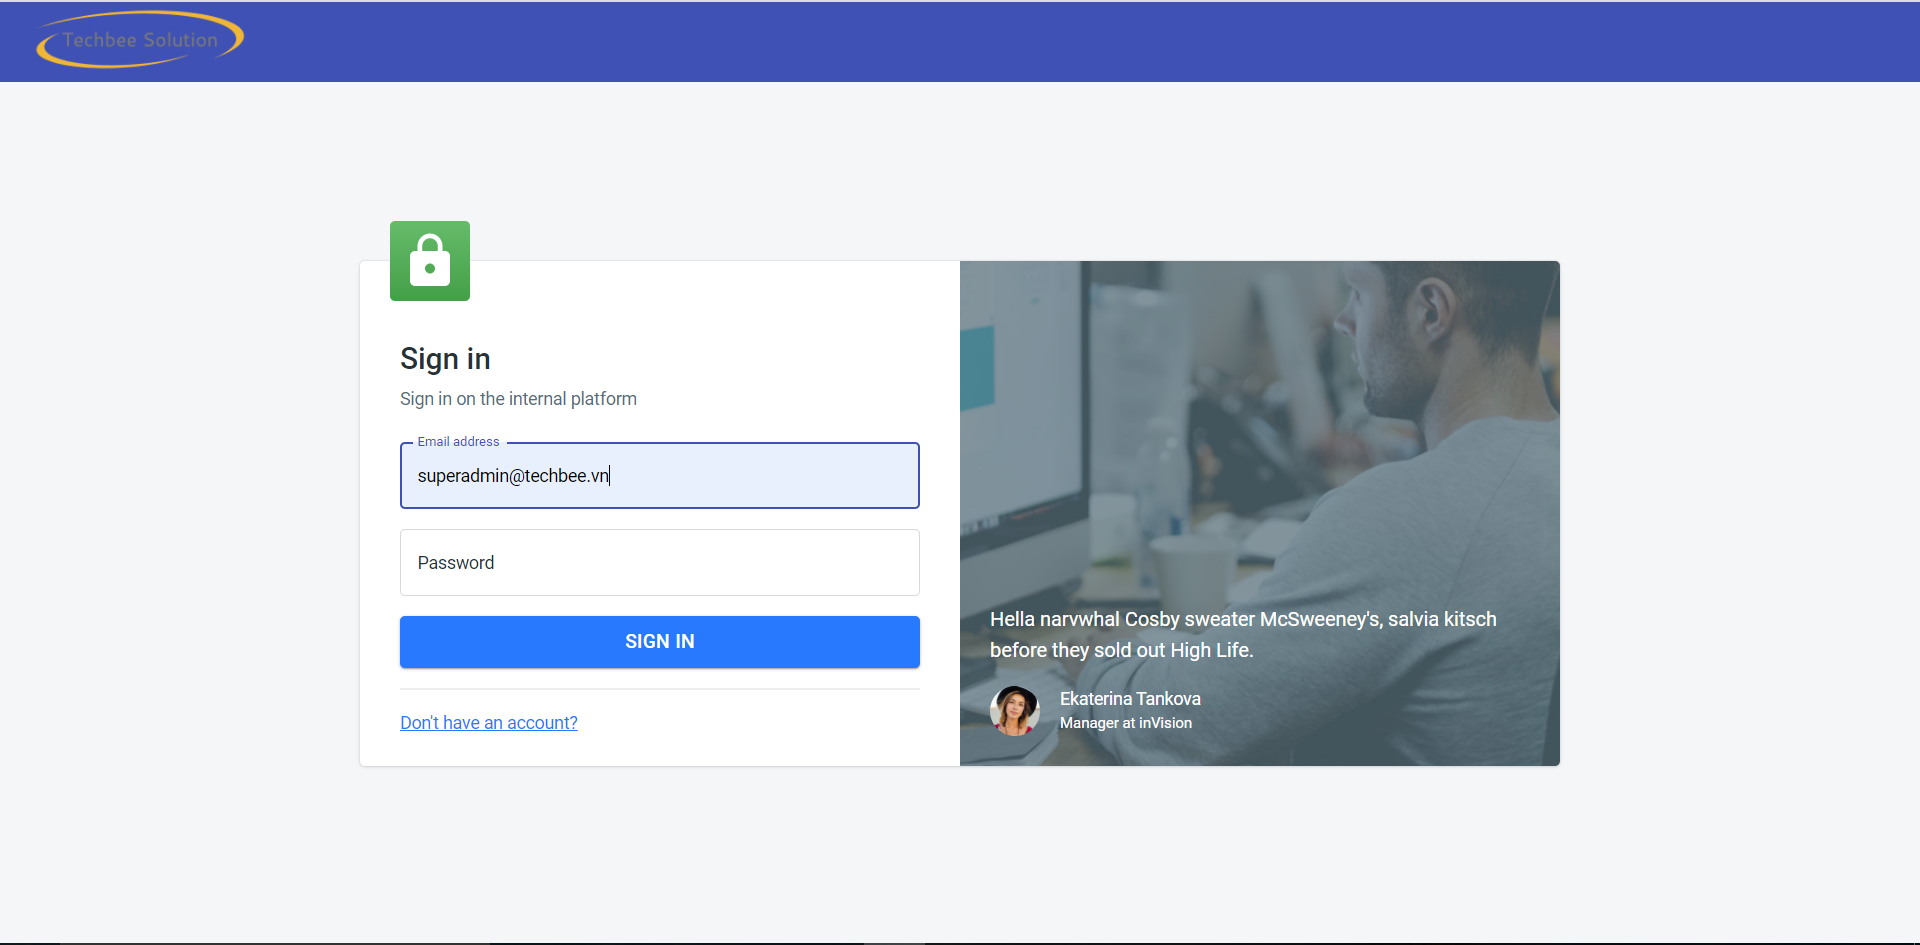 Techbee Solution
Sign in
Sign in on the internal platform
Email address
superadmin@techbee.vn
Password
SIGN IN
Don't have an account?
Hella narvwhal Cosby sweater McSweeney's, salvia kitsch
before they sold out High Life.
Ekaterina Tankova
Manager at inVision